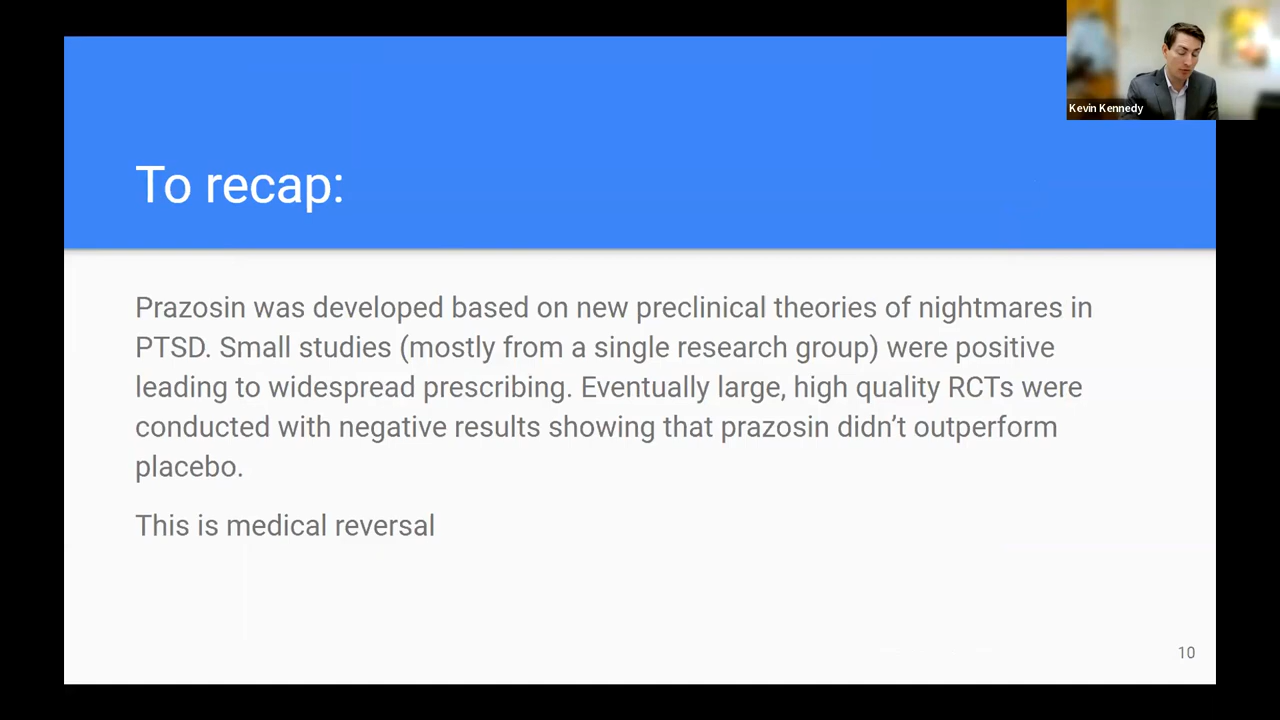 Kevin Kennedy
To recap:
Prazosin was developed based on new preclinical theories of nightmares in
PTSD. Small studies (mostly from a single research group) were positive
leading to widespread prescribing. Eventually large, high quality RCTs were
conducted with negative results showing that prazosin didn’t outperform
placebo.
This is medical reversal
10